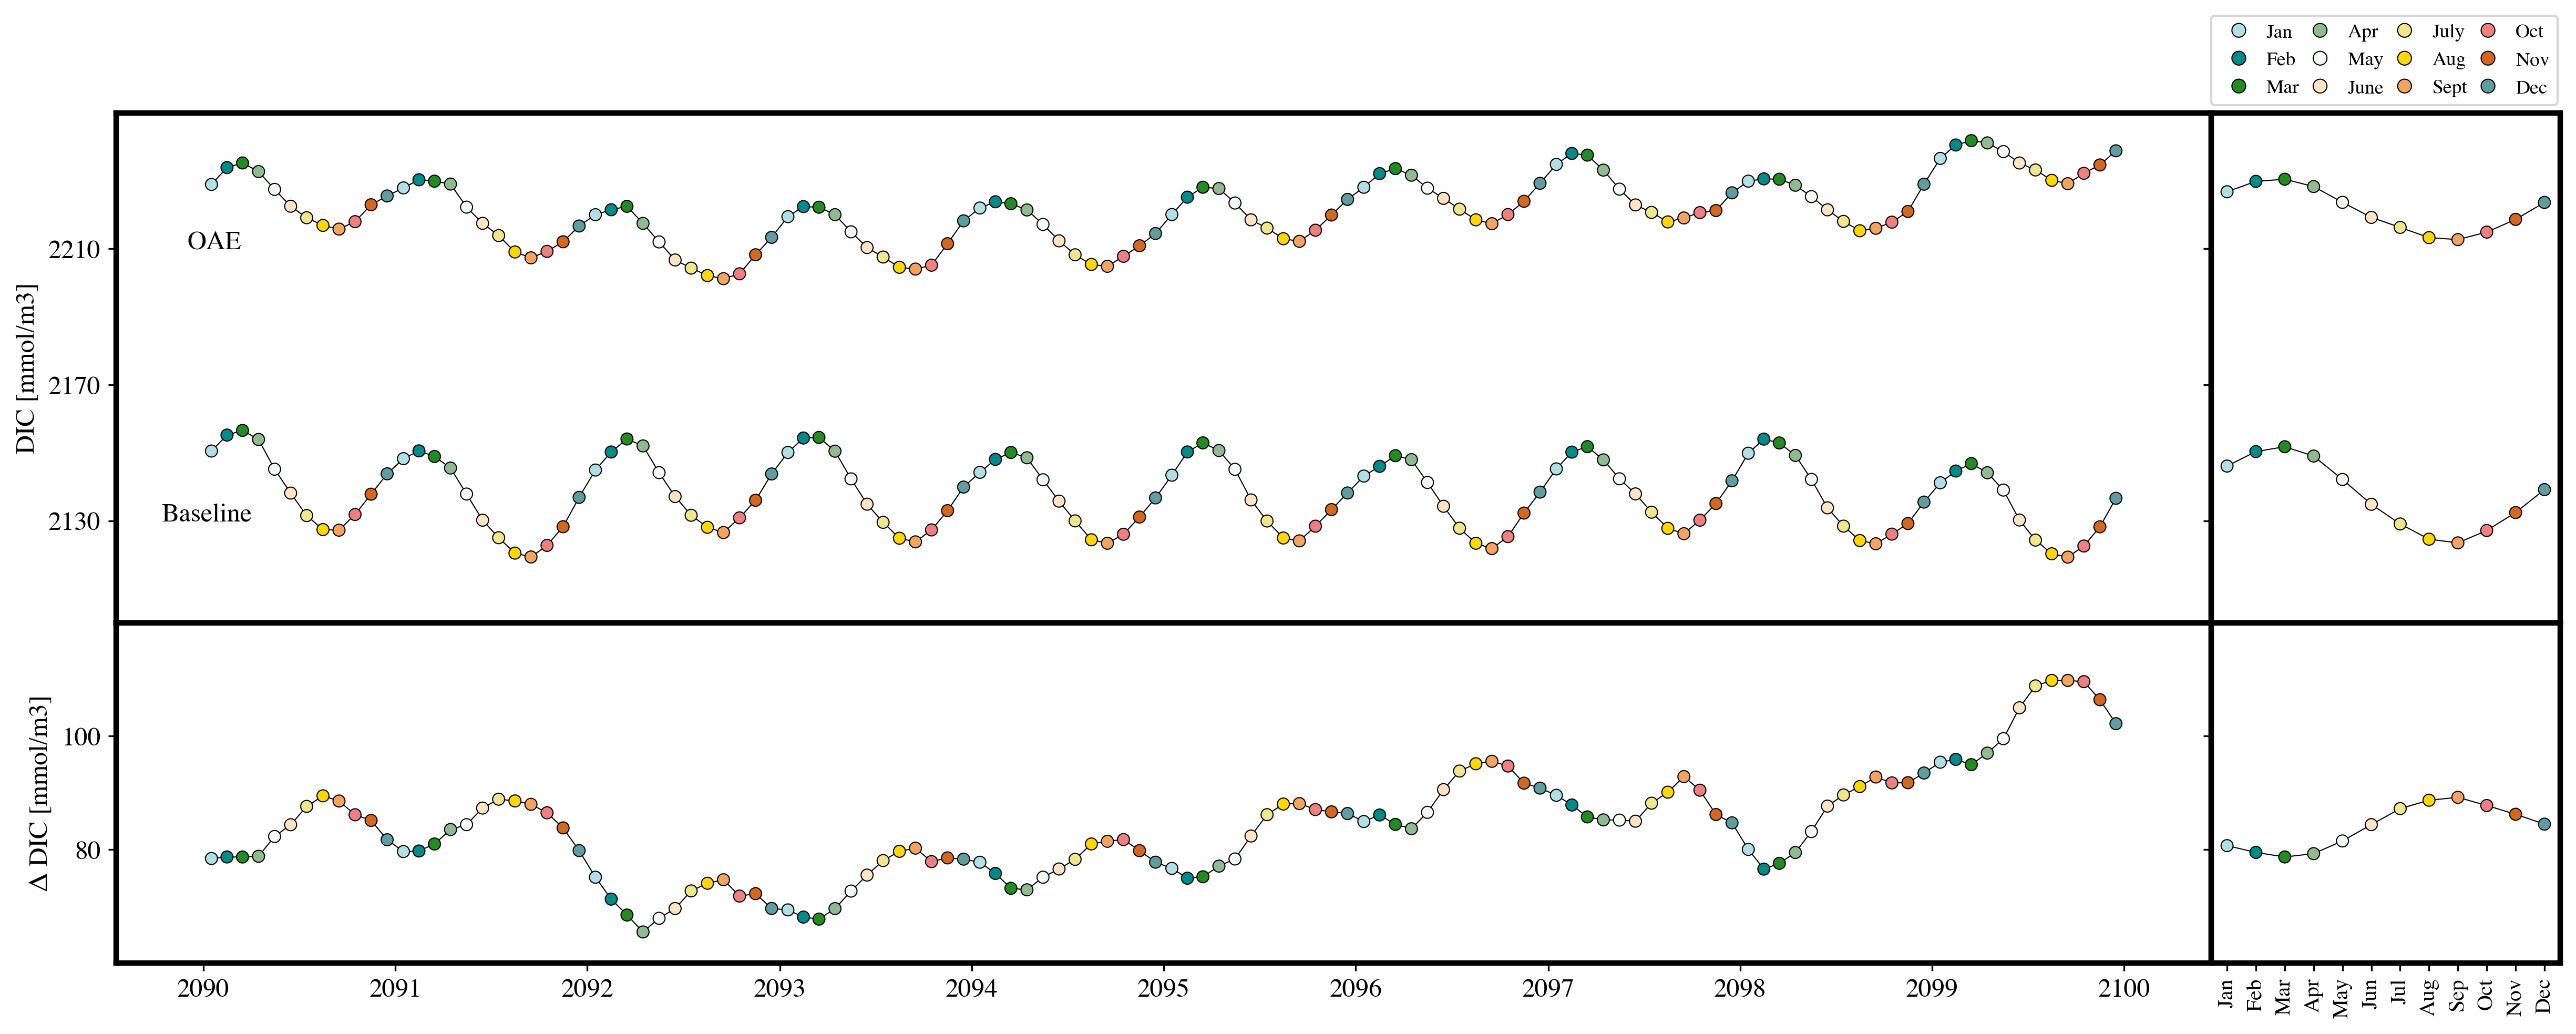 Jan Apr July Oct
Feb May Aug Nov
Mar June Sept Dec
DIC [mmol/m3]
2210
2170
2130
OAE
Baseline
Δ DIC [mmol/m3]
100
80
2090 2091 2092 2093 2094 2095 2096 2097 2098 2099 2100
Jan Feb Mar Apr May Jun Jul Aug Sep Oct Nov Dec